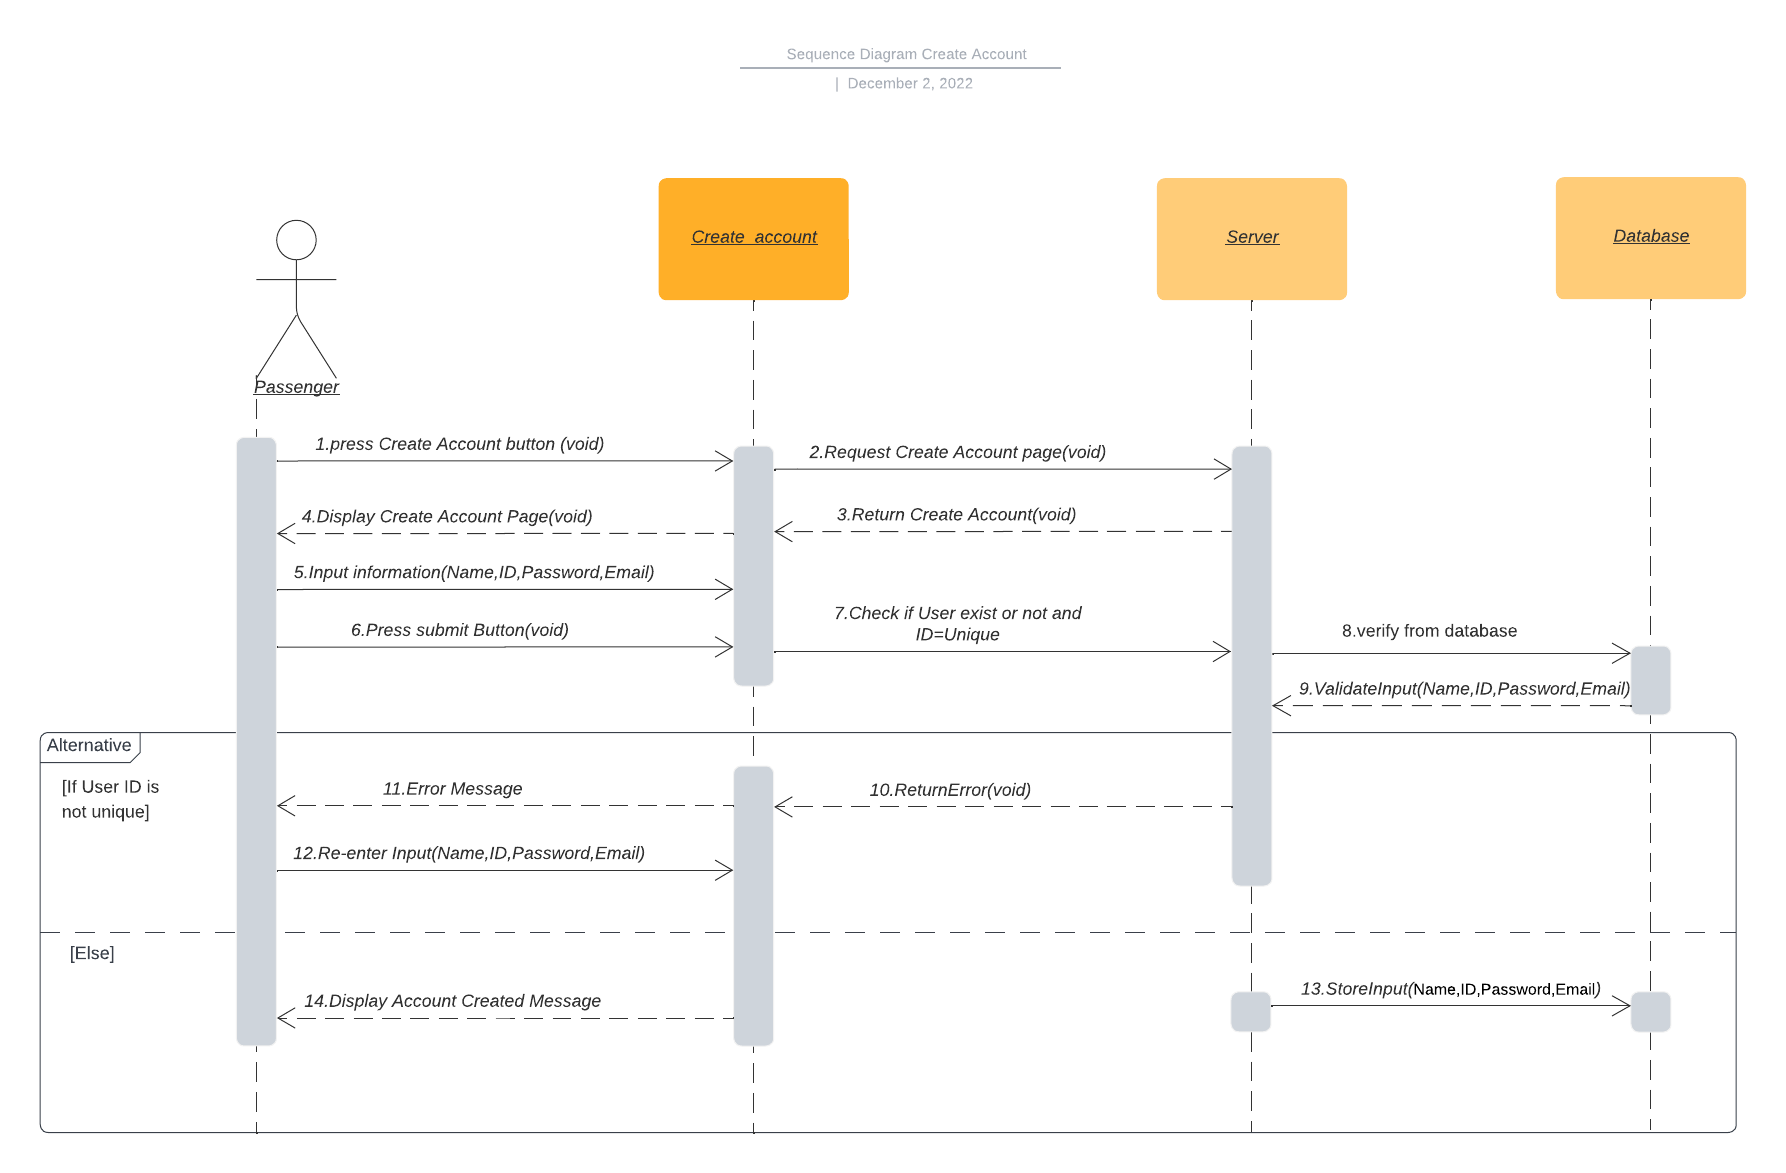 Sequence Diagram Create Account
| December 2, 2022
Create account
Server
Database
Passenger
1.press Create Account button (void)
2.Request Create Account page(void)
4.Display Create Account Page(void)
3.Return Create Account(void)
5.Input information(Name,ID,Password,Email)
6.Press submit Button(void)
7.Check if User exist or not and
ID=Unique
8.verify from database
9.ValidateInput(Name,ID,Password,Email)
Alternative
[If User ID is
not unique]
11.Error Message
10.ReturnError(void)
12.Re-enter Input(Name,ID,Password,Email)
[Else]
13.StoreInput(Name,ID,Password,Email)
14.Display Account Created Message